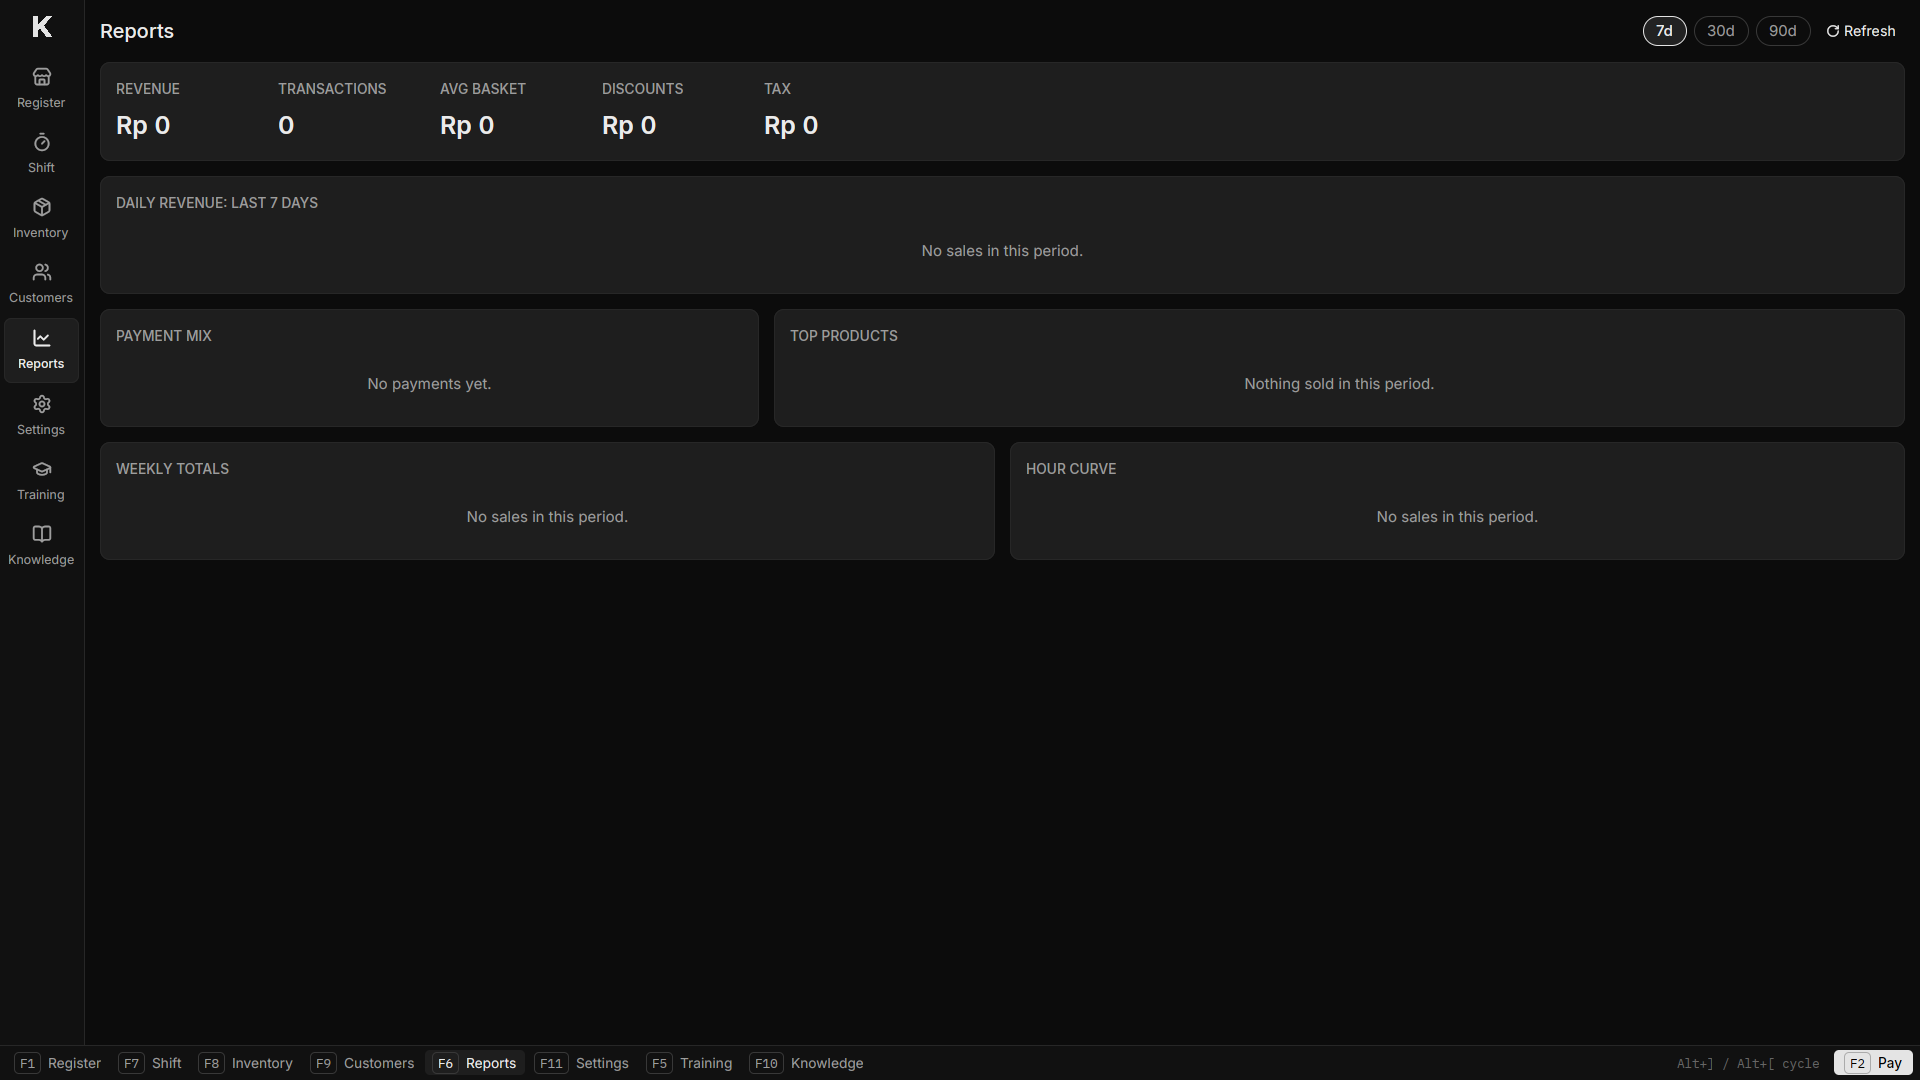 K
Reports
7d 30d 90d Refresh
Register
Shift
Inventory
Customers
Reports
Settings
Training
Knowledge
REVENUE TRANSACTIONS AVG BASKET DISCOUNTS TAX
Rp 0 0 Rp 0 Rp 0 Rp 0
DAILY REVENUE: LAST 7 DAYS
No sales in this period.
PAYMENT MIX
No payments yet.
TOP PRODUCTS
Nothing sold in this period.
WEEKLY TOTALS
No sales in this period.
HOUR CURVE
No sales in this period.
F1 Register F7 Shift F8 Inventory F9 Customers F6 Reports F11 Settings F5 Training F10 Knowledge Alt+] / Alt+[ cycle F2 Pay